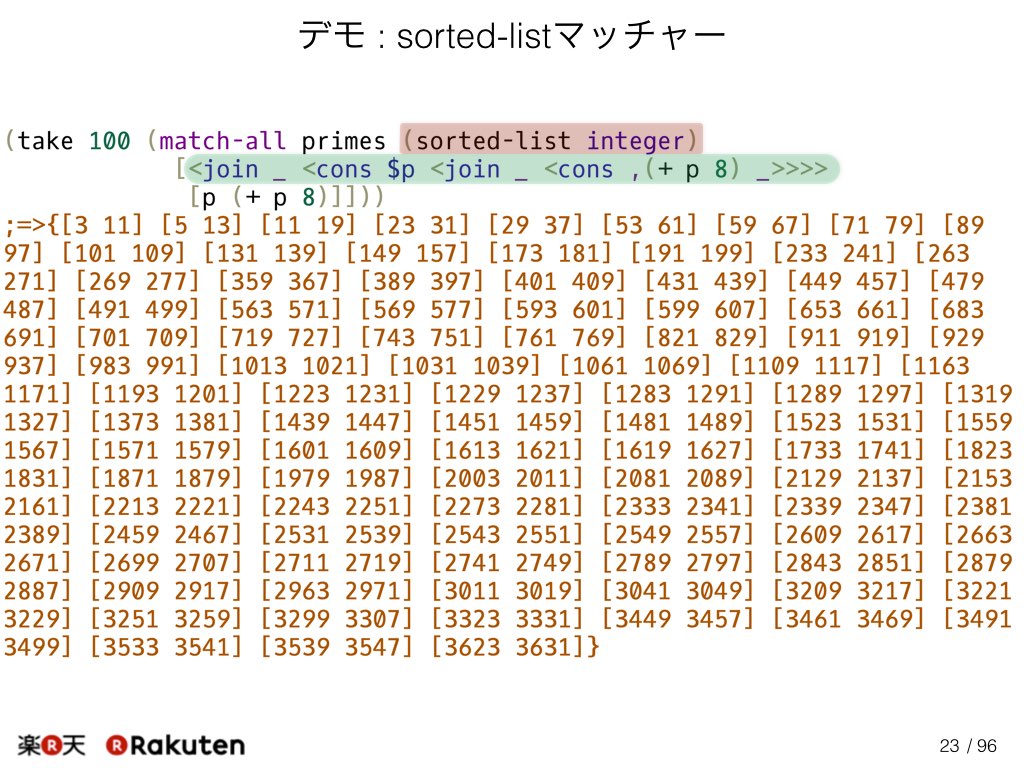 デモ : sorted-listマッチャー
(take 100 (match-all primes (sorted-list integer)
[<join _ <cons $p <join _ <cons ,(+ p 8) _>>>>
[p (+ p 8)]]))
;=>{[3 11] [5 13] [11 19] [23 31] [29 37] [53 61] [59 67] [71 79] [89
97] [101 109] [131 139] [149 157] [173 181] [191 199] [233 241] [263
271] [269 277] [359 367] [389 397] [401 409] [431 439] [449 457] [479
487] [491 499] [563 571] [569 577] [593 601] [599 607] [653 661] [683
691] [701 709] [719 727] [743 751] [761 769] [821 829] [911 919] [929
937] [983 991] [1013 1021] [1031 1039] [1061 1069] [1109 1117] [1163
1171] [1193 1201] [1223 1231] [1229 1237] [1283 1291] [1289 1297] [1319
1327] [1373 1381] [1439 1447] [1451 1459] [1481 1489] [1523 1531] [1559
1567] [1571 1579] [1601 1609] [1613 1621] [1619 1627] [1733 1741] [1823
1831] [1871 1879] [1979 1987] [2003 2011] [2081 2089] [2129 2137] [2153
2161] [2213 2221] [2243 2251] [2273 2281] [2333 2341] [2339 2347] [2381
2389] [2459 2467] [2531 2539] [2543 2551] [2549 2557] [2609 2617] [2663
2671] [2699 2707] [2711 2719] [2741 2749] [2789 2797] [2843 2851] [2879
2887] [2909 2917] [2963 2971] [3011 3019] [3041 3049] [3209 3217] [3221
3229] [3251 3259] [3299 3307] [3323 3331] [3449 3457] [3461 3469] [3491
3499] [3533 3541] [3539 3547] [3623 3631]}
楽R天 R Rakuten
23 / 96